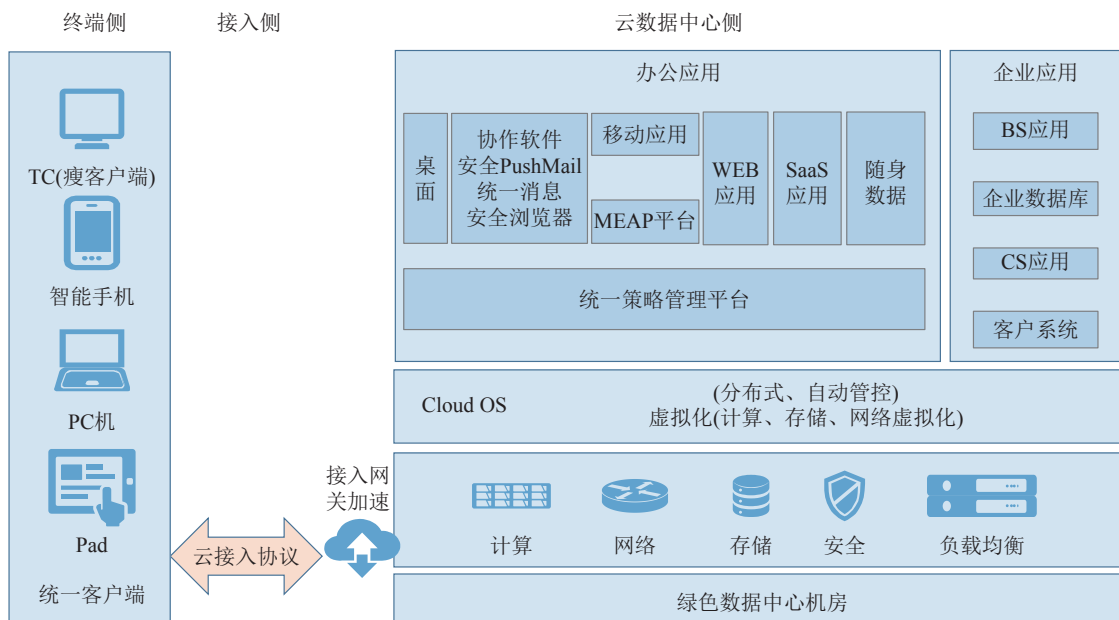 终端侧
接入侧
云数据中心侧
TC(瘦客户端)
智能手机
PC机
Pad
统一客户端
云接入协议
接入网
关加速
办公应用
桌
面
协作软件
安全PushMail
统一消息
安全浏览器
移动应用
MEAP平台
WEB
应用
SaaS
应用
随身
数据
统一策略管理平台
企业应用
BS应用
企业数据库
CS应用
客户系统
Cloud OS
(分布式、自动管控)
虚拟化(计算、存储、网络虚拟化)
计算
网络
存储
安全
负载均衡
绿色数据中心机房